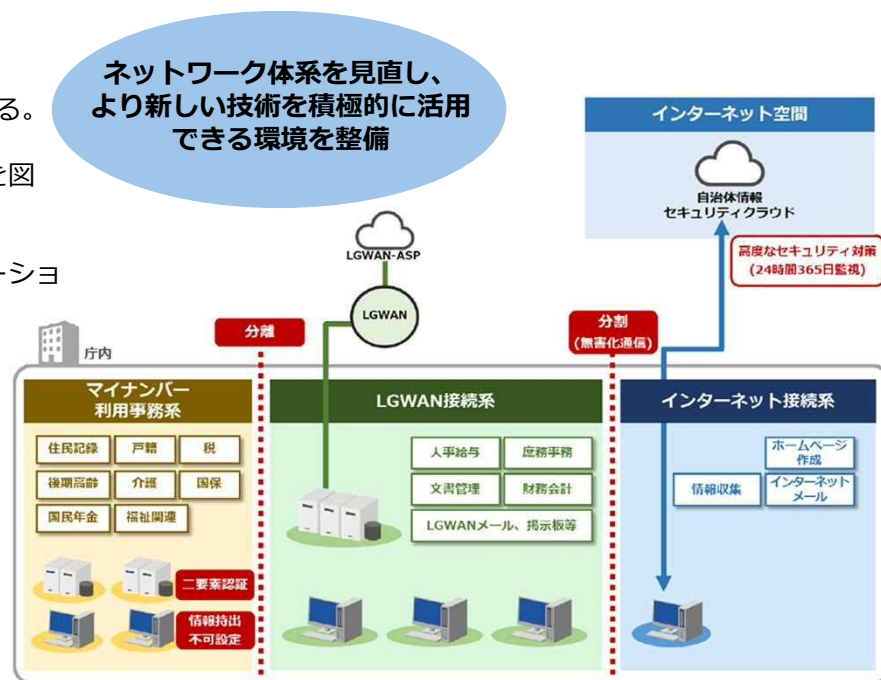 ネットワーク体系を見直し、
より新しい技術を積極的に活用
できる環境を整備
る。
を図
ーショ
インターネット空間
自治体情報
セキュリティクラウド
高度なセキュリティ対策
(24時間365日監視)
LGWAN-ASP
LGWAN
分離
分割
(無害化通信)
庁内
マイナンバー
利用事務系
住民記録 戸籍 税
後期高齢 介護 国保
国民年金 福祉関連
二要素認証
情報持出
不可設定
LGWAN接続系
人事給与 庶務事務
文書管理 財務会計
LGWANメール、掲示板等
インターネット接続系
ホームページ
作成
情報収集
インターネット
メール